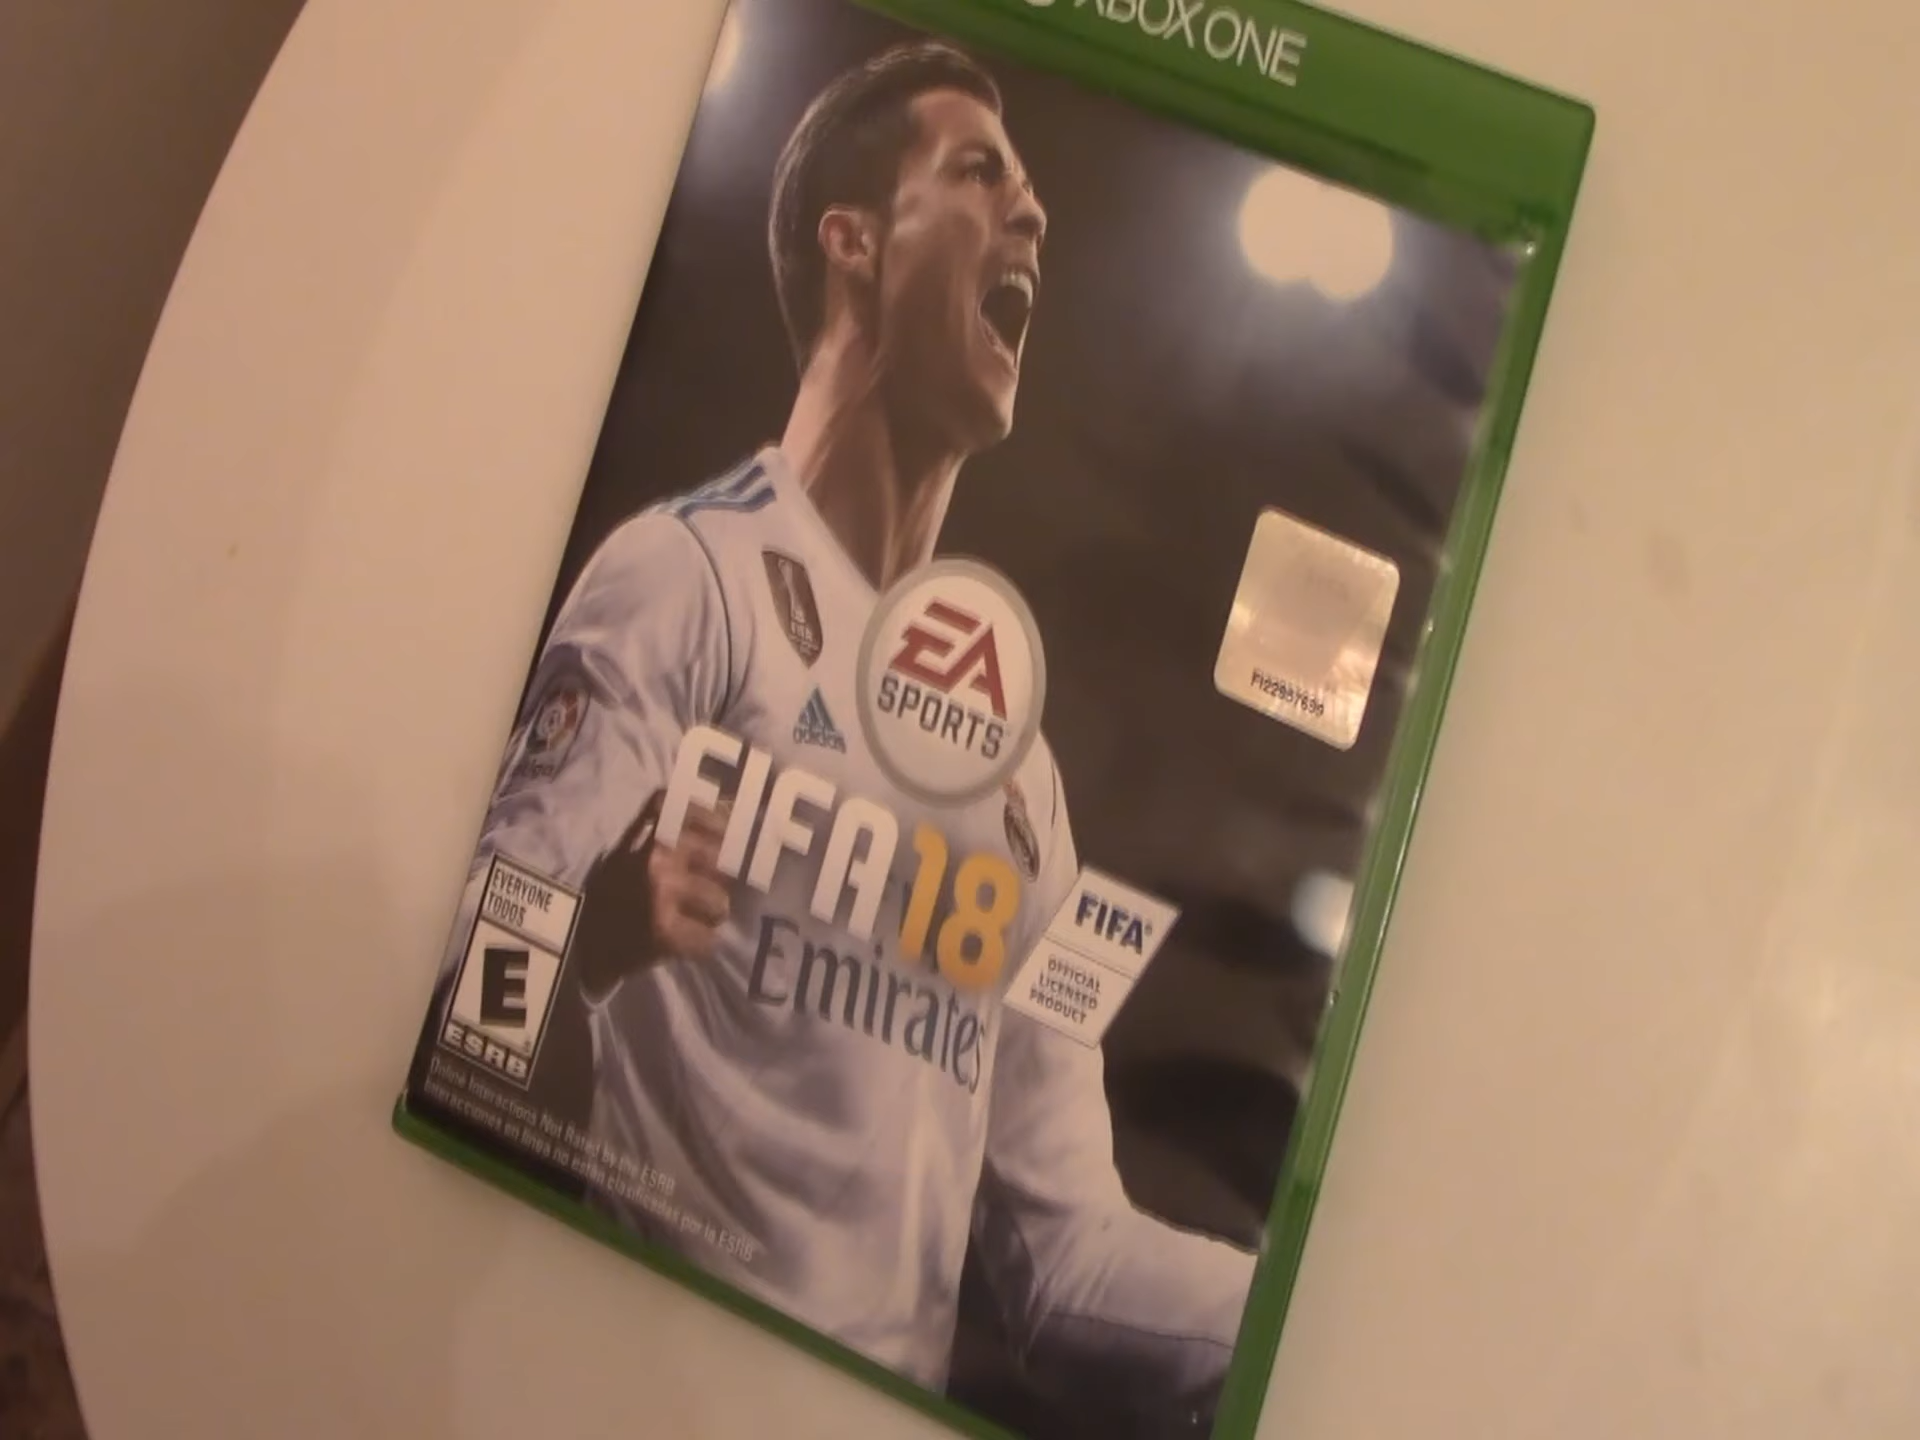 XBOX ONE
EA
SPORTS
adidas
FIFA 18
Emirates
FIFA®
OFFICIAL
LICENSED
PRODUCT
EVERYONE
TODOS
E
ESRB
Online Interactions Not Rated by the ESRB
Interacciones en línea no están clasificadas por la ESRB